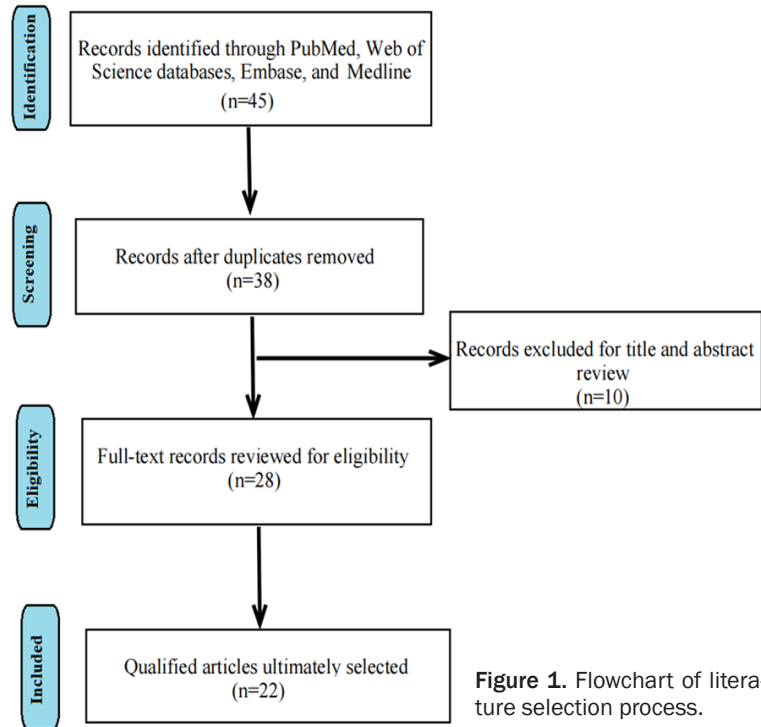 Identification
Records identified through PubMed, Web of
Science databases, Embase, and Medline
(n=45)
Screening
Records after duplicates removed
(n=38)
Records excluded for title and abstract
review
(n=10)
Eligibility
Full-text records reviewed for eligibility
(n=28)
Included
Qualified articles ultimately selected
(n=22)
Figure 1. Flowchart of litera-
ture selection process.